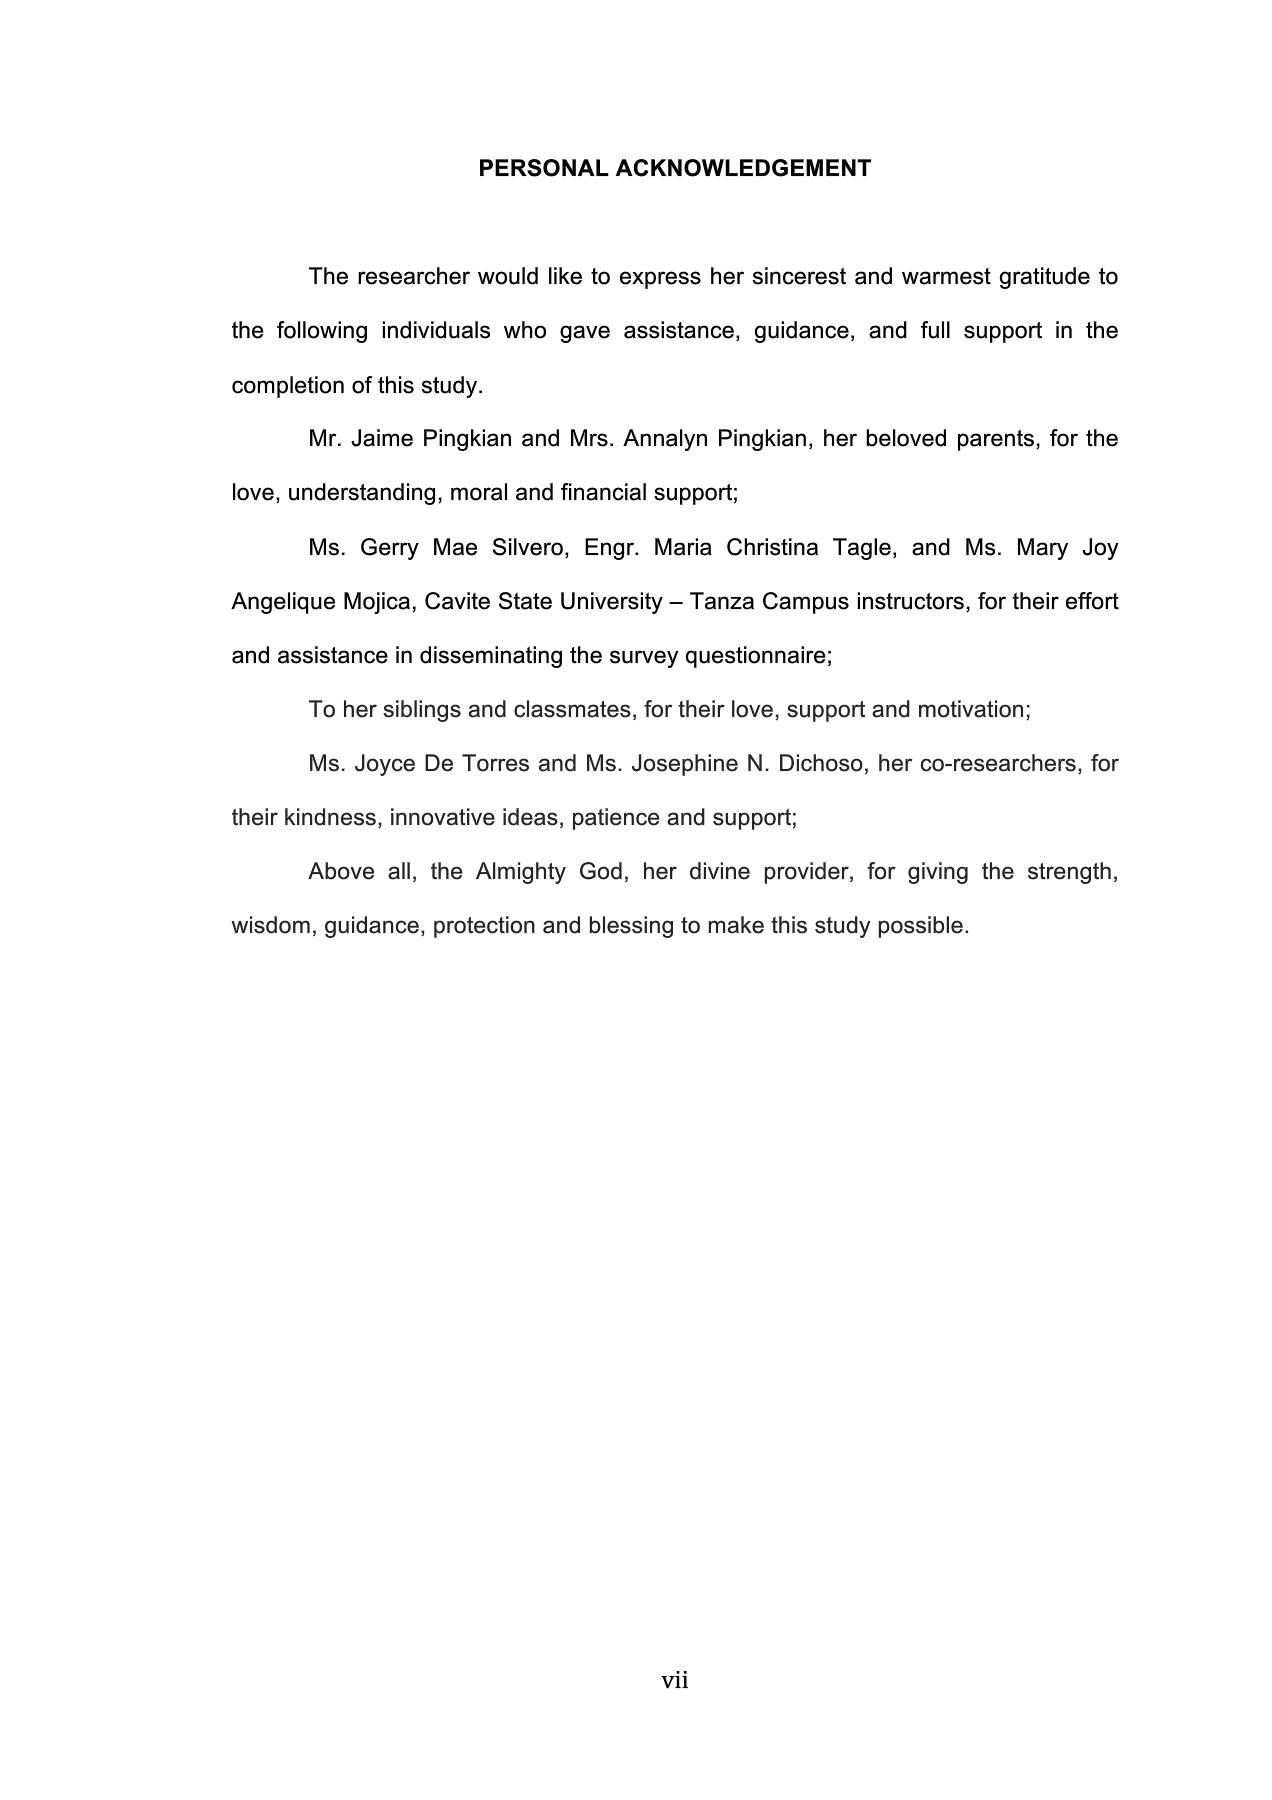 PERSONAL ACKNOWLEDGEMENT
The researcher would like to express her sincerest and warmest gratitude to
the following individuals who gave assistance, guidance, and full support in the
completion of this study.
Mr. Jaime Pingkian and Mrs. Annalyn Pingkian, her beloved parents, for the
love, understanding, moral and financial support;
Ms. Gerry Mae Silvero, Engr. Maria Christina Tagle, and Ms. Mary Joy
Angelique Mojica, Cavite State University – Tanza Campus instructors, for their effort
and assistance in disseminating the survey questionnaire;
To her siblings and classmates, for their love, support and motivation;
Ms. Joyce De Torres and Ms. Josephine N. Dichoso, her co-researchers, for
their kindness, innovative ideas, patience and support;
Above all, the Almighty God, her divine provider, for giving the strength,
wisdom, guidance, protection and blessing to make this study possible.
vii